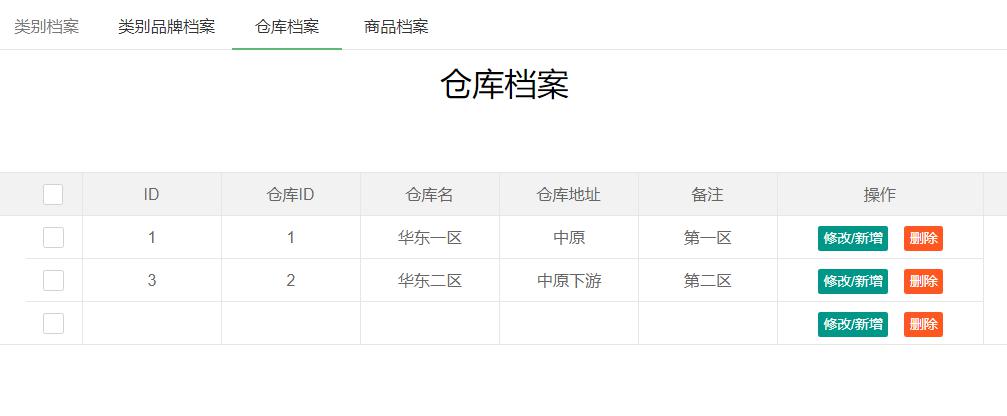 类别档案 类别品牌档案 仓库档案 商品档案
仓库档案
ID 仓库ID 仓库名 仓库地址 备注 操作
1 1 华东一区 中原 第一区 修改/新增 删除
3 2 华东二区 中原下游 第二区 修改/新增 删除
修改/新增 删除